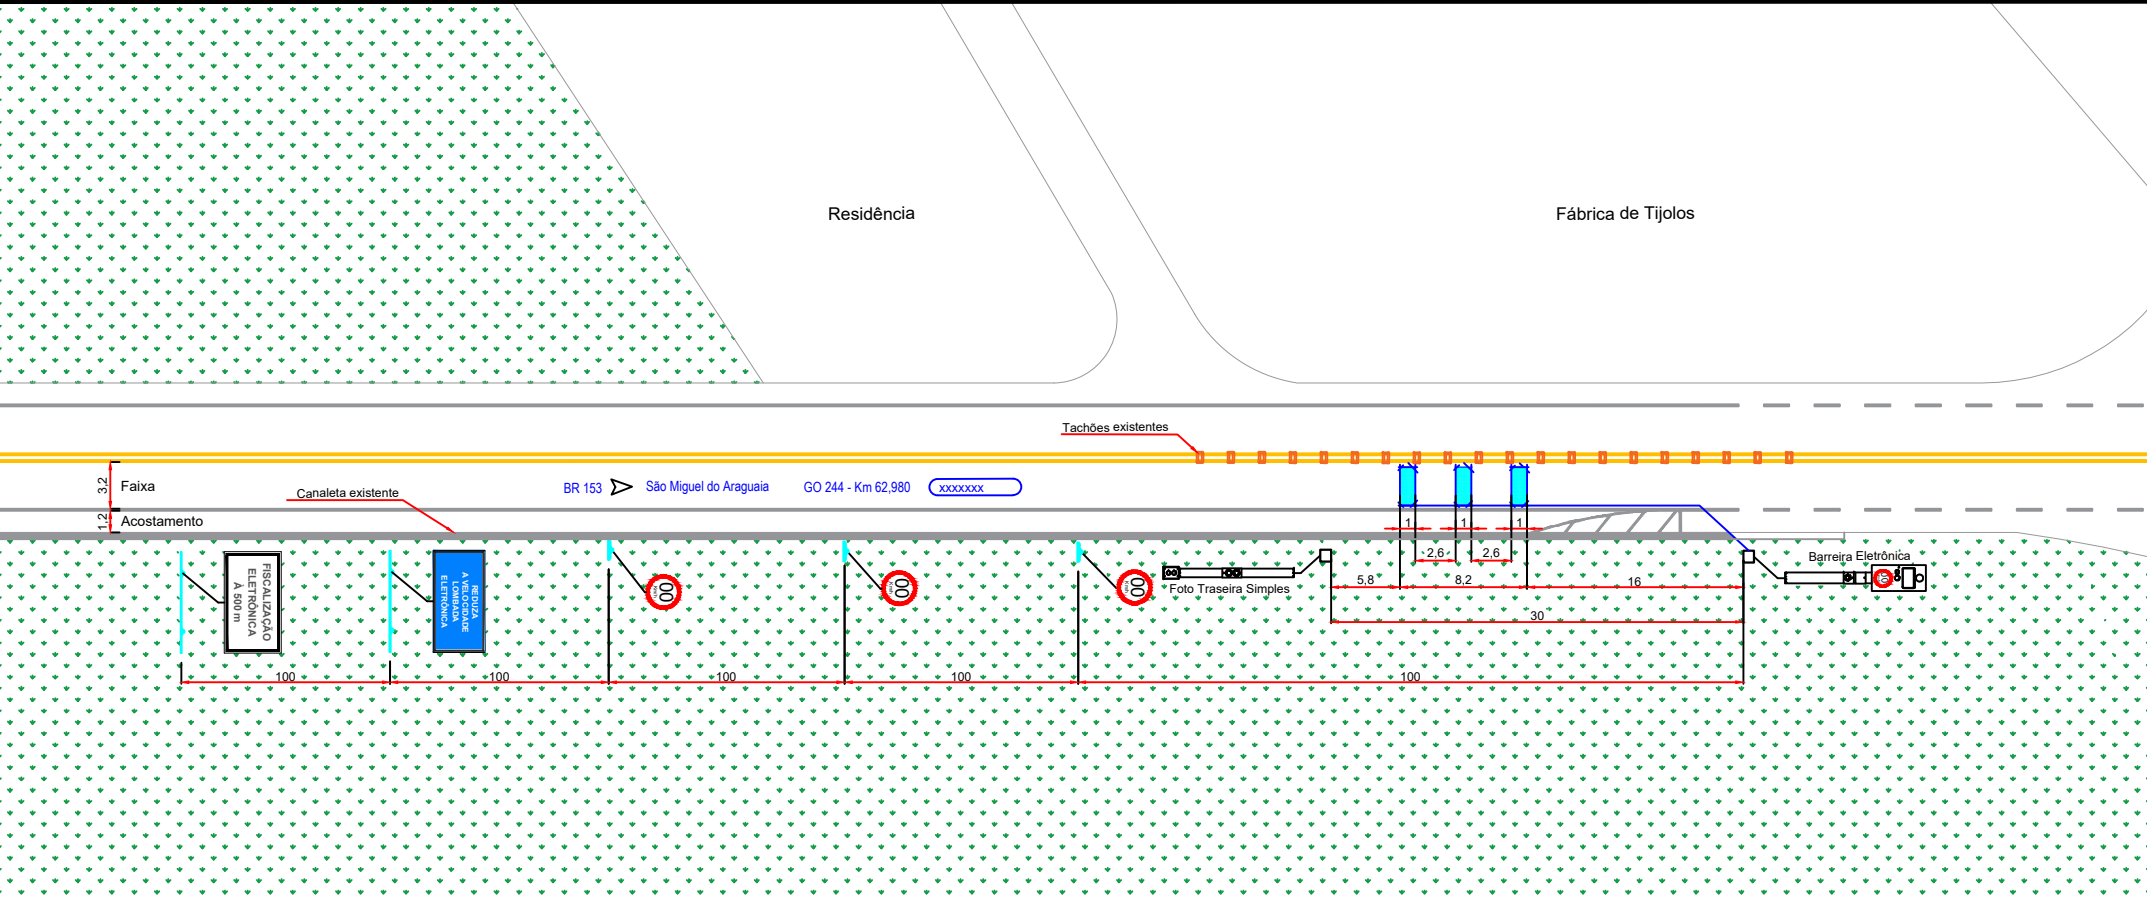 Residência
Fábrica de Tijolos
Tachões existentes
3,2
Faixa
Canaleta existente
BR 153
São Miguel do Araguaia
GO 244 - Km 62,980
xxxxxxx
1,2
Acostamento
1
1
1
2,6
2,6
Barreira Eletrônica
FISCALIZAÇÃO
ELETRÔNICA
A 500 m
REDUZA
A VELOCIDADE
LOMBADA
ELETRÔNICA
00
00
00
Foto Traseira Simples
5,8
8,2
16
30
100
100
100
100
100